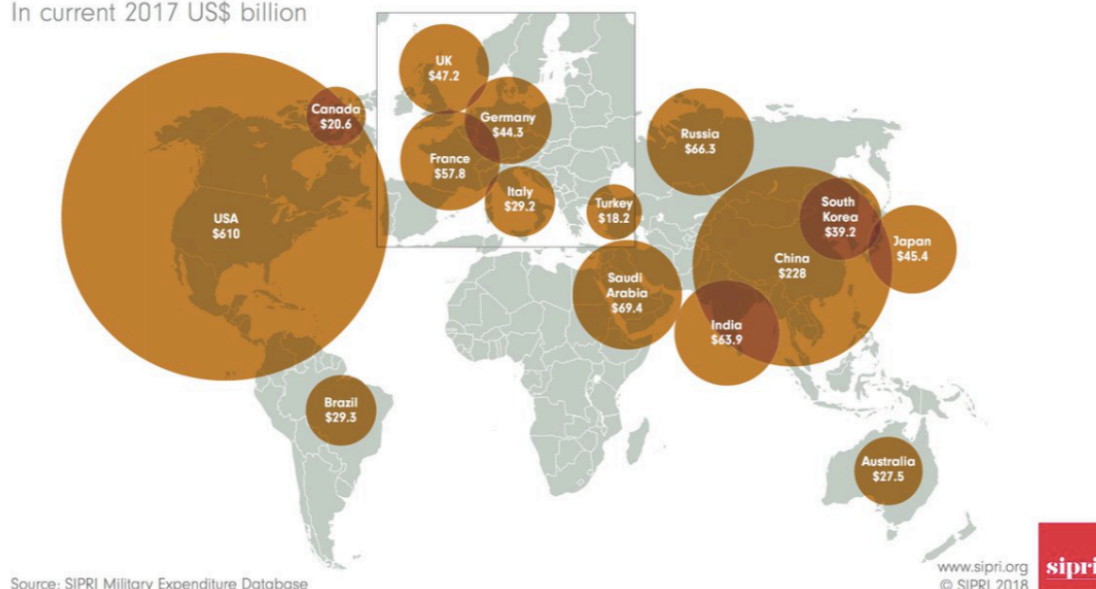 In current 2017 US$ billion
UK
$47.2
Canada
$20.6
Germany
$44.3
Russia
$66.3
France
$57.8
Italy
$29.2
Turkey
$18.2
South
Korea
$39.2
USA
$610
Japan
$45.4
China
$228
Saudi
Arabia
$69.4
India
$63.9
Brazil
$29.3
Australia
$27.5
www.sipri.org
© SIPRI 2018
sipri
Source: SIPRI Military Expenditure Database